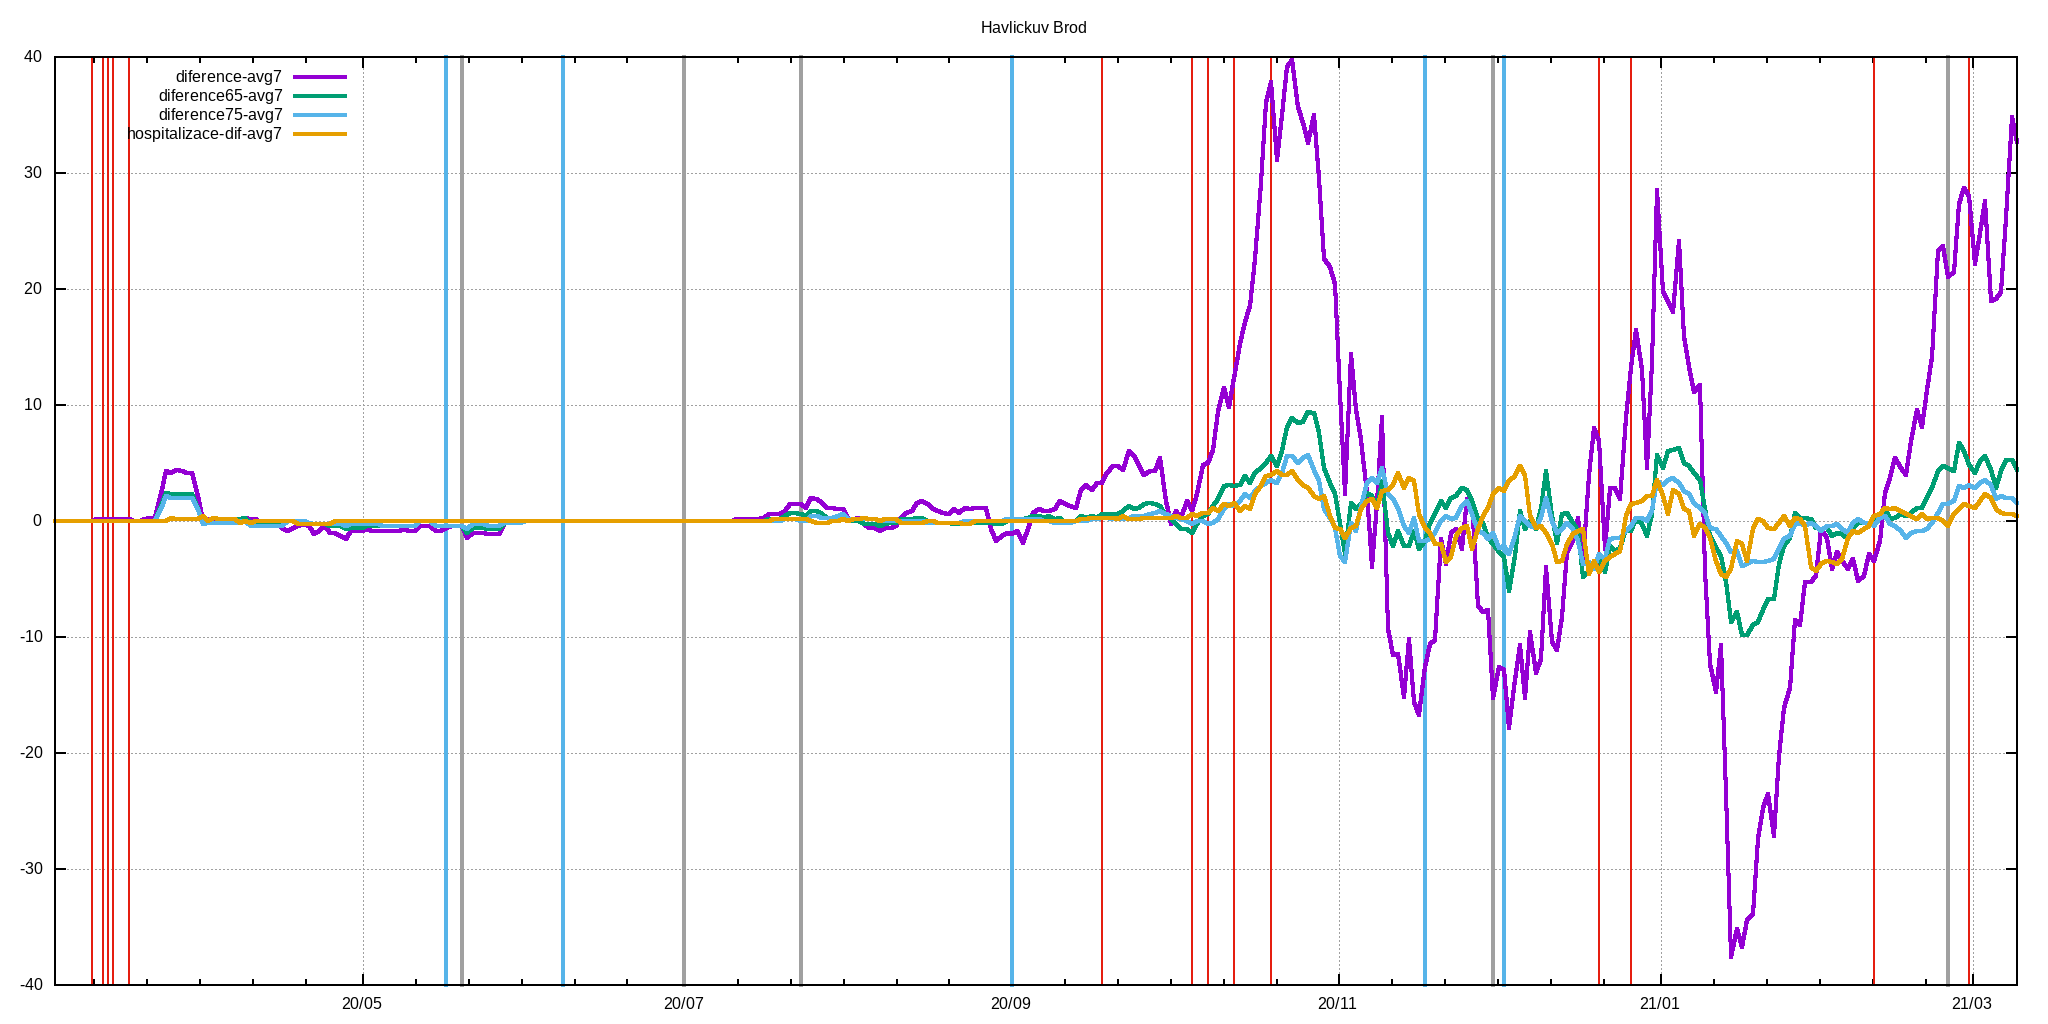 Havlickuv Brod
diference-avg7
diference65-avg7
diference75-avg7
hospitalizace-dif-avg7
40
30
20
10
0
-10
-20
-30
-40
20/05 20/07 20/09 20/11 21/01 21/03